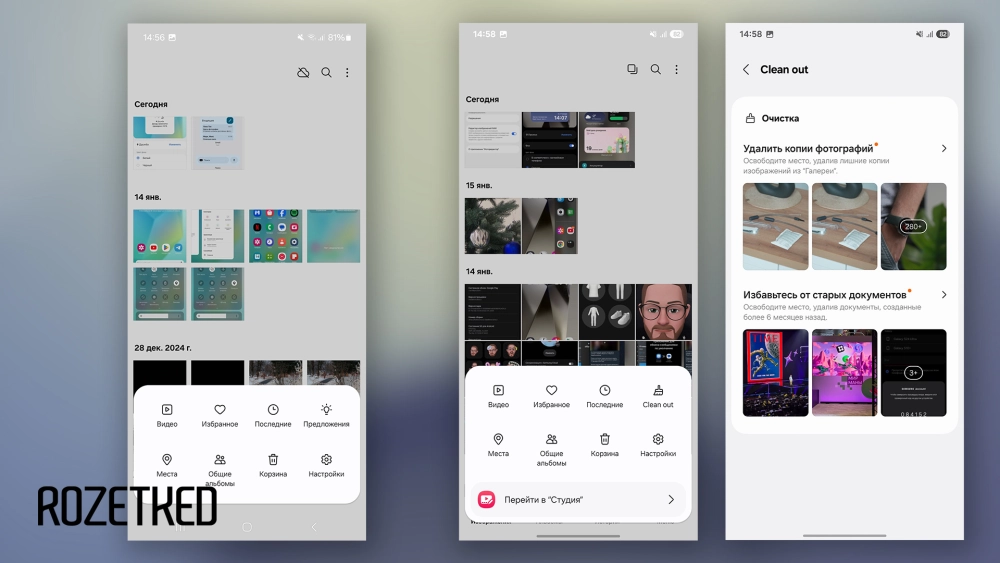 14:56
81%
Сегодня
14 янв.
28 дек. 2024 г.
Видео
Избранное
Последние
Предложения
Места
Общие
альбомы
Корзина
Настройки
ROZETKED
14:58
82
Сегодня
14:07
15 янв.
14 янв.
Видео
Избранное
Последние
Clean out
Места
Общие
альбомы
Корзина
Настройки
Перейти в "Студия"
14:58
82
Clean out
Очистка
Удалить копии фотографий
Освободите место, удалив лишние копии
изображений из "Галереи".
280+
Избавьтесь от старых документов
Освободите место, удалив документы, созданные
более 6 месяцев назад.
3+
084152